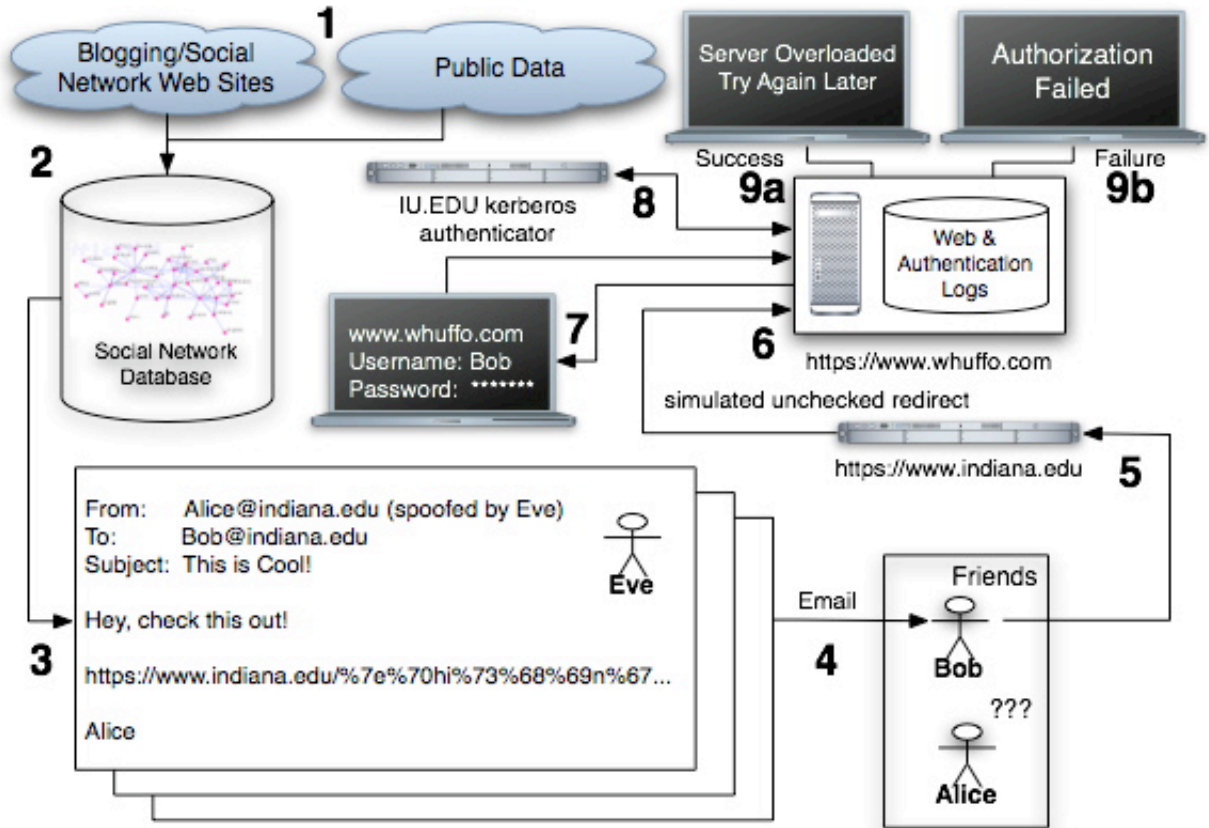 1
Blogging/Social
Network Web Sites
Public Data
Server Overloaded
Try Again Later
Authorization
Failed
2
Success
9a
Failure
9b
8
IU.EDU kerberos
authenticator
Web &
Authentication
Logs
Social Network
Database
www.whuffo.com
Username: Bob
Password: *******
7
6
https://www.whuffo.com
simulated unchecked redirect
https://www.indiana.edu
5
From: Alice@indiana.edu (spoofed by Eve)
To: Bob@indiana.edu
Subject: This is Cool!
Eve
Hey, check this out!
3
https://www.indiana.edu/%7e%70hi%73%68%69n%67...
Alice
Email
4
Friends
Bob
???
Alice